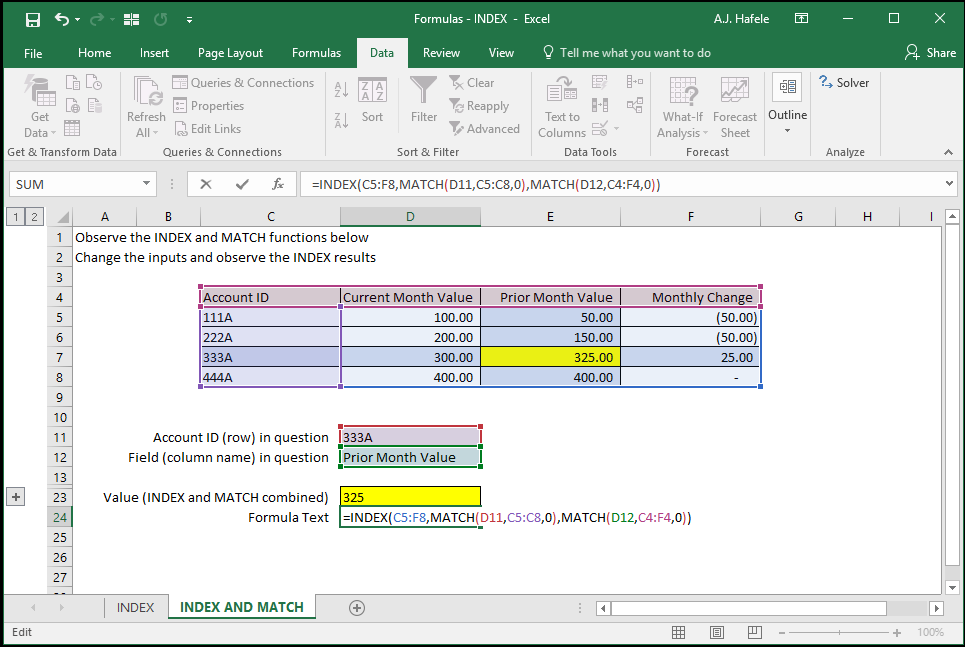 Formulas - INDEX - Excel A.J. Hafele
File Home Insert Page Layout Formulas Data Review View Tell me what you want to do Share
Get Data
Refresh All
Queries & Connections
Properties
Edit Links
Sort
Filter
Clear
Reapply
Advanced
Text to Columns
What-If Analysis
Forecast Sheet
Outline
Solver
Get & Transform Data Queries & Connections Sort & Filter Data Tools Forecast Analyze
SUM fx =INDEX(C5:F8,MATCH(D11,C5:C8,0),MATCH(D12,C4:F4,0))
1 2 A B C D E F G H I
1 Observe the INDEX and MATCH functions below
2 Change the inputs and observe the INDEX results
3
4 Account ID Current Month Value Prior Month Value Monthly Change
5 111A 100.00 50.00 (50.00)
6 222A 200.00 150.00 (50.00)
7 333A 300.00 325.00 25.00
8 444A 400.00 400.00 -
9
10
11 Account ID (row) in question 333A
12 Field (column name) in question Prior Month Value
13
23 Value (INDEX and MATCH combined) 325
24 Formula Text =INDEX(C5:F8,MATCH(D11,C5:C8,0),MATCH(D12,C4:F4,0))
25
26
27
INDEX INDEX AND MATCH
Edit 100%